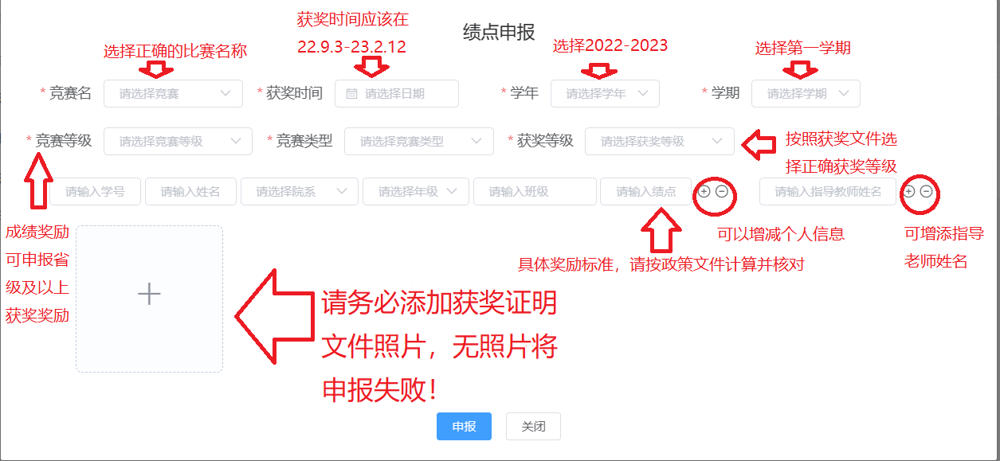 获奖时间应该在
22.9.3-23.2.12
绩点申报
选择正确的比赛名称
选择2022-2023
选择第一学期
* 竞赛名 请选择竞赛 * 获奖时间 请选择日期 * 学年 请选择学年 * 学期 请选择学期
* 竞赛等级 请选择竞赛等级 * 竞赛类型 请选择竞赛类型 * 获奖等级 请选择获奖等级
按照获奖文件选
择正确获奖等级
请输入学号 请输入姓名 请选择院系 请选择年级 请输入班级 请输入绩点 请输入指导教师姓名
成绩奖励
可申报省
级及以上
获奖奖励
可以增减个人信息
可增添指导
老师姓名
具体奖励标准，请按政策文件计算并核对
请务必添加获奖证明
文件照片，无照片将
申报失败！
申报 关闭